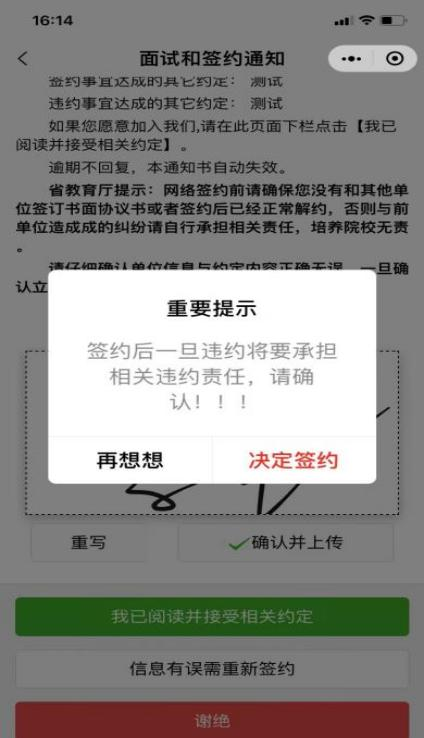 16:14
面试和签约通知
签约事宜达成的其它约定： 测试
违约事宜达成的其它约定： 测试
如果您愿意加入我们,请在此页面下栏点击【我已
阅读并接受相关约定】。
逾期不回复，本通知书自动失效。
省教育厅提示：网络签约前请确保您没有和其他单
位签订书面协议书或者签约后已经正常解约，否则与前
单位造成成的纠纷请自行承担相关责任，培养院校无责
。
请仔细确认单位信息与约定内容正确无误，一旦确
认立
重要提示
签约后一旦违约将要承担
相关违约责任，请确
认！！！
再想想
决定签约
重写
确认并上传
我已阅读并接受相关约定
信息有误需重新签约
谢绝